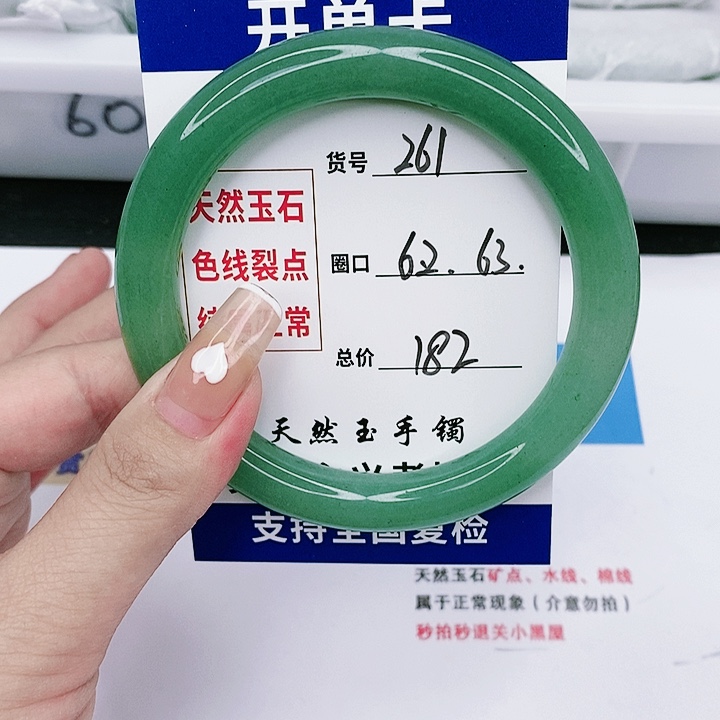 开单卡
60
货号 261
天然玉石
色线裂点
圈口 62. 63.
常
总价 182
天然玉手镯
支持全国复检
天然玉石矿点、水线、棉线
属于正常现象（介意勿拍）
秒拍秒退关小黑屋